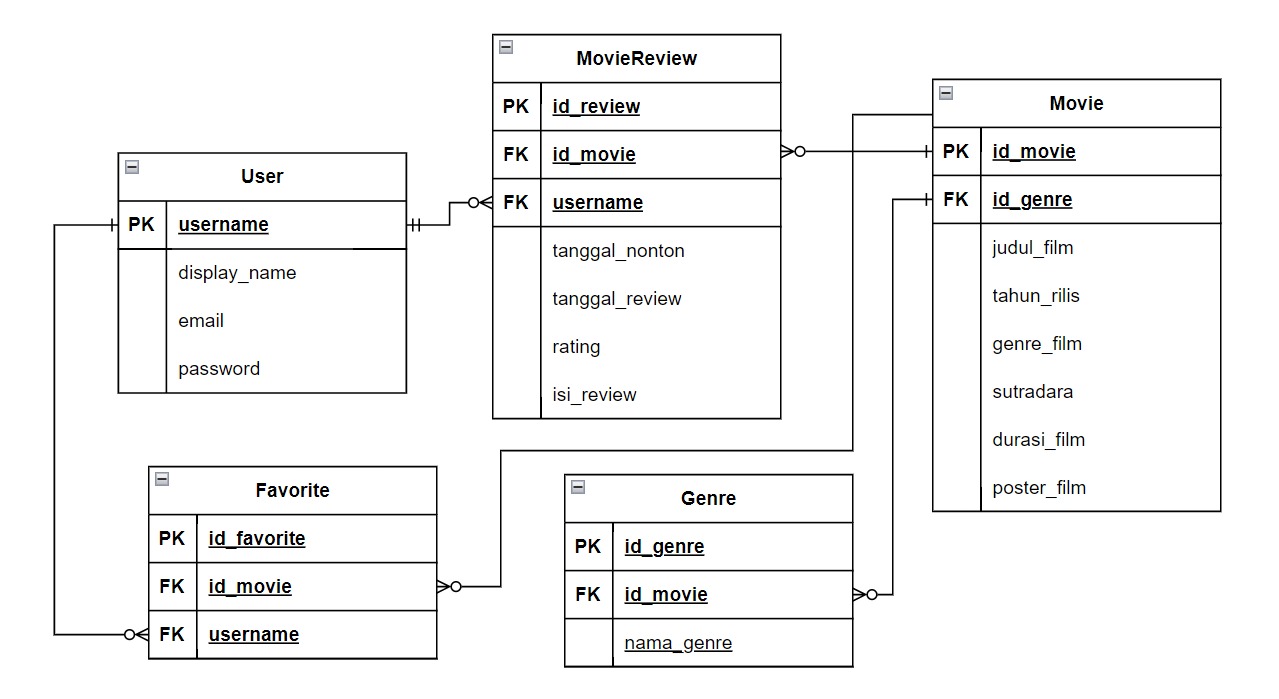 User
PK username
display_name
email
password
MovieReview
PK id_review
FK id_movie
FK username
tanggal_nonton
tanggal_review
rating
isi_review
Movie
PK id_movie
FK id_genre
judul_film
tahun_rilis
genre_film
sutradara
durasi_film
poster_film
Favorite
PK id_favorite
FK id_movie
FK username
Genre
PK id_genre
FK id_movie
nama_genre